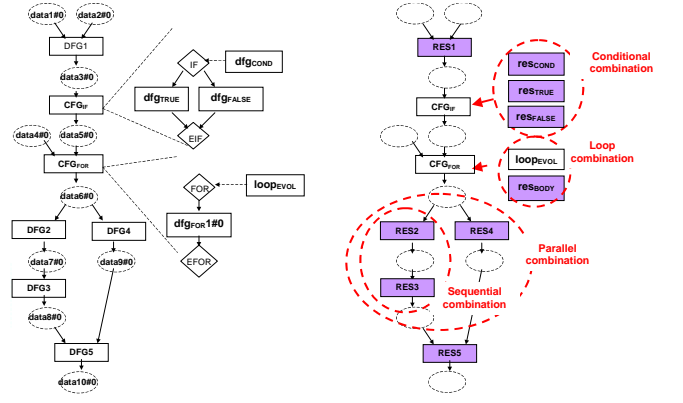 data1#0 data2#0
DFG1
data3#0
CFGIF
data4#0 data5#0
CFGFOR
data6#0
DFG2 DFG4
data7#0 data9#0
DFG3
data8#0
DFG5
data10#0
IF dfgCOND
dfgTRUE dfgFALSE
EIF
FOR loopEVOL
dfgFOR1#0
EFOR
RES1
CFGIF
CFGFOR
RES2 RES4
RES3
RES5
resCOND
resTRUE
resFALSE
Conditional
combination
loopEVOL
resBODY
Loop
combination
Parallel
combination
Sequential
combination